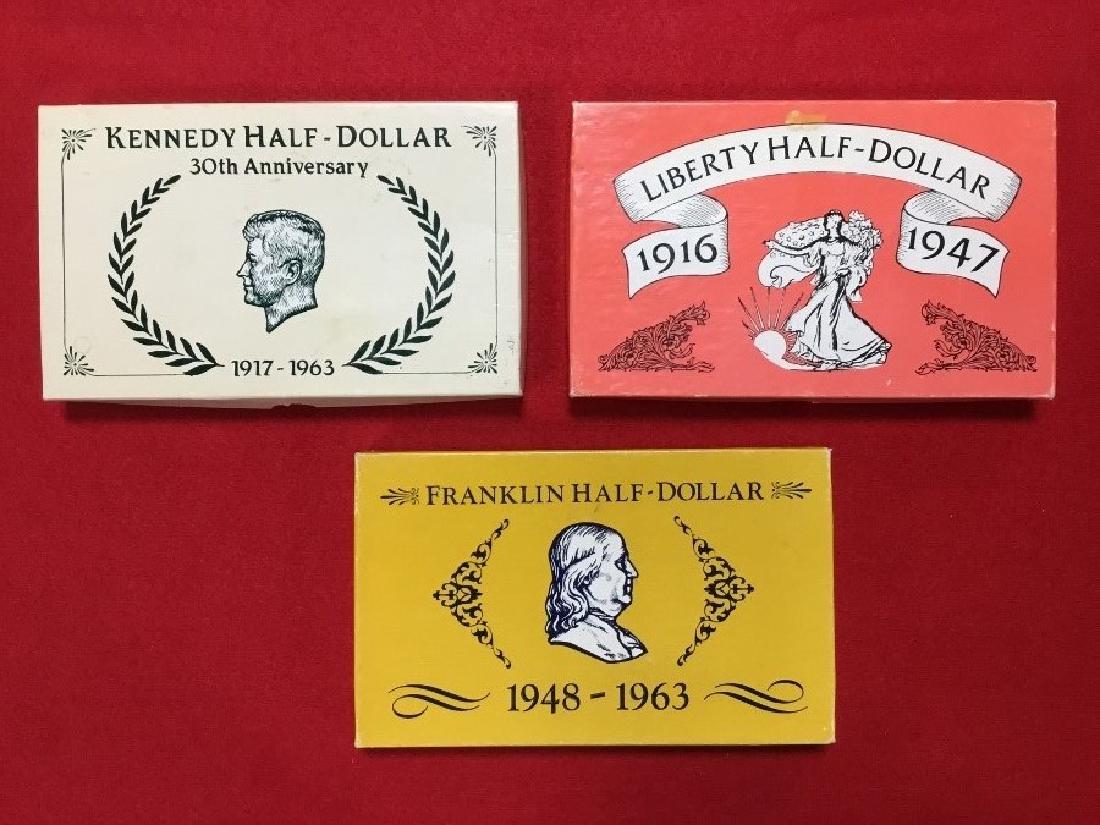 KENNEDY HALF-DOLLAR
30th Anniversary
1917-1963
LIBERTY HALF-DOLLAR
1916 1947
FRANKLIN HALF-DOLLAR
1948-1963